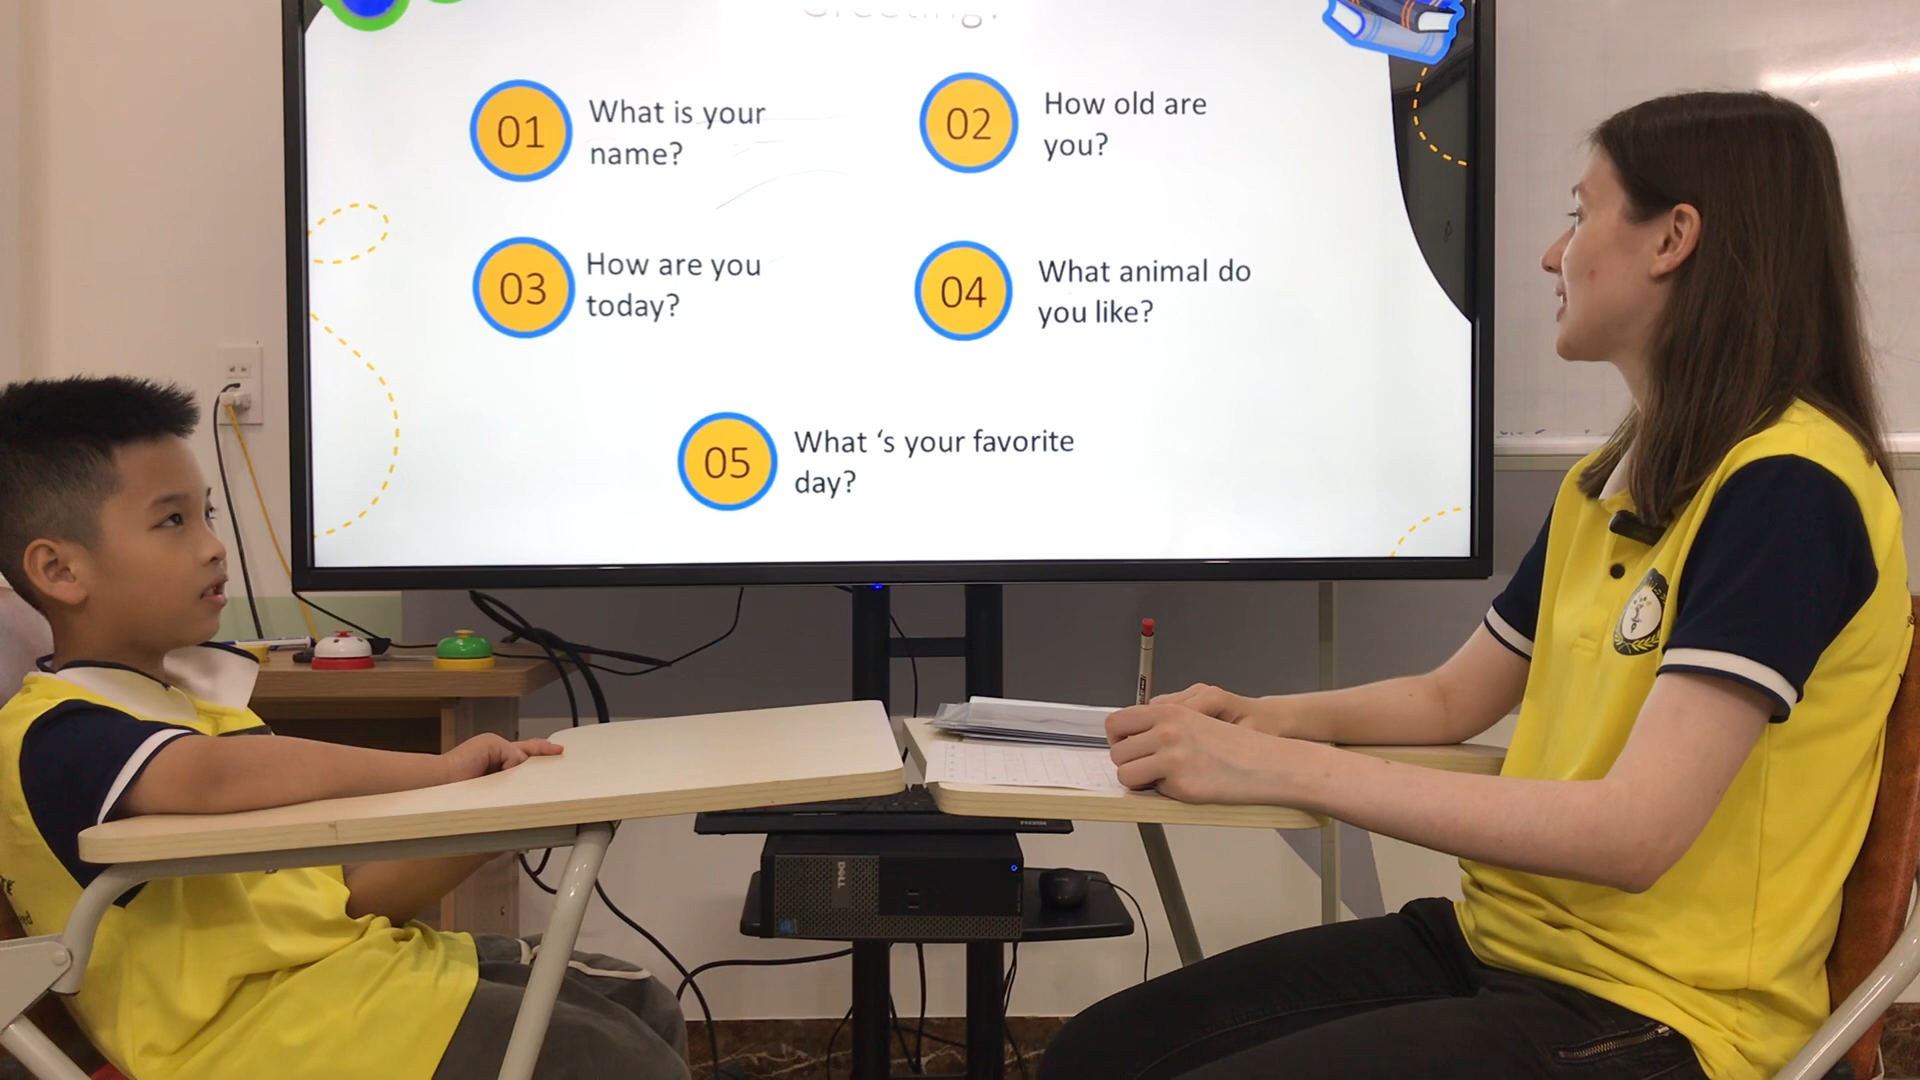 Greeting!
01
What is your
name?
02
How old are
you?
03
How are you
today?
04
What animal do
you like?
05
What ‘s your favorite
day?
DELL